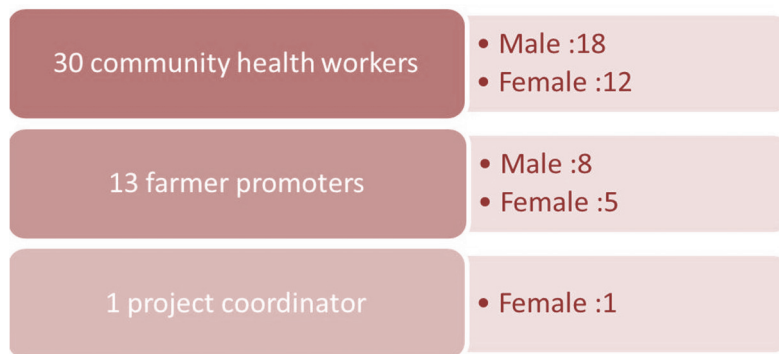 30 community health workers
• Male :18
• Female :12
13 farmer promoters
• Male :8
• Female :5
1 project coordinator
• Female :1